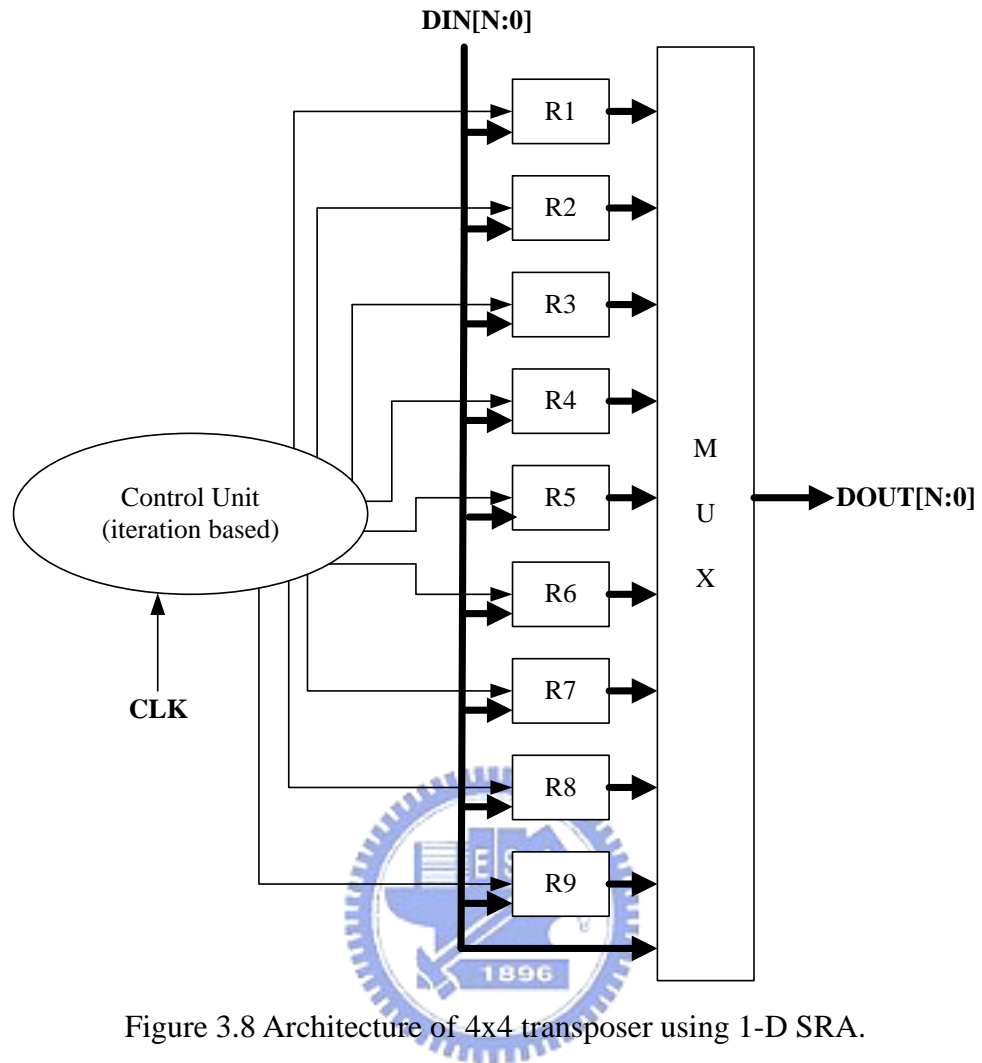 DIN[N:0]
R1
R2
R3
R4
R5
R6
R7
R8
R9
M
U
X
DOUT[N:0]
Control Unit
(iteration based)
CLK
ES
1896
Figure 3.8 Architecture of 4x4 transposer using 1-D SRA.